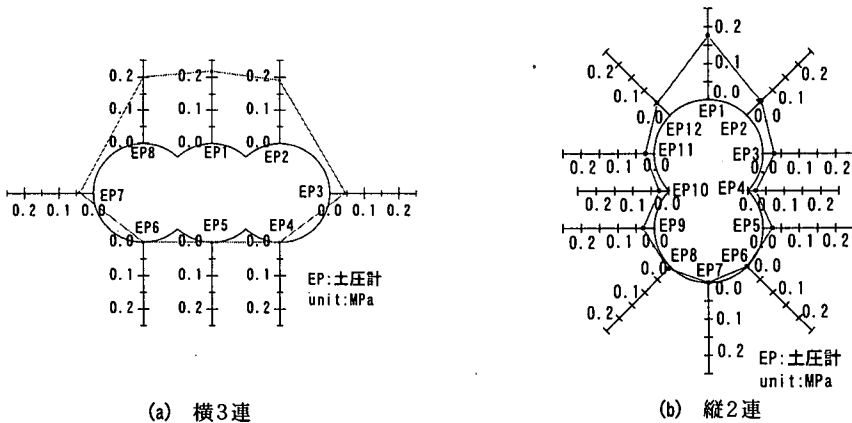 0.2 0.2 0.2
0.1 0.1 0.1
0.0 0.0 0.0
EP8 EP1 EP2
EP7 EP3
0.2 0.1 0.0 0.0 0.1 0.2
EP6 EP5 EP4
0.0 0.0 0.0
0.1 0.1 0.1
0.2 0.2 0.2
EP:土圧計
unit:MPa
(a) 横3連
0.2
0.2 0.1 0.2
0.1 0.0 0.1
0.0 EP1 0.0
EP12 EP2
EP11 EP3
0.2 0.1 0.0 0.0 0.1 0.2
EP10 EP4
0.2 0.1 0.0 0.0 0.1 0.2
EP9 EP5
0.2 0.1 0.0 0.0 0.1 0.2
EP8 EP7 EP6
0.0 0.0 0.0
0.1 0.1 0.1
0.2 0.2 0.2
EP:土圧計
unit:MPa
(b) 縦2連